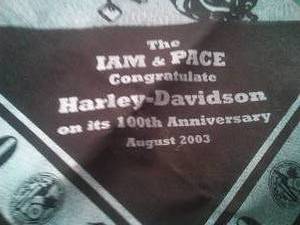 The
IAM & PACE
Congratulate
Harley-Davidson
on its 100th Anniversary
August 2003